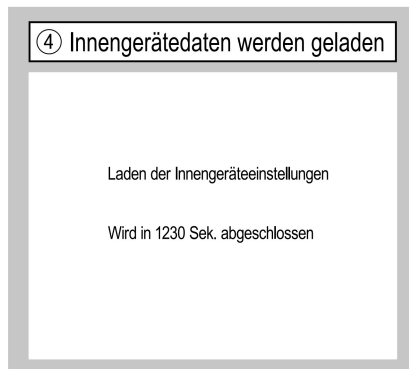 ④ Innengerätedaten werden geladen
Laden der Innengeräteeinstellungen
Wird in 1230 Sek. abgeschlossen